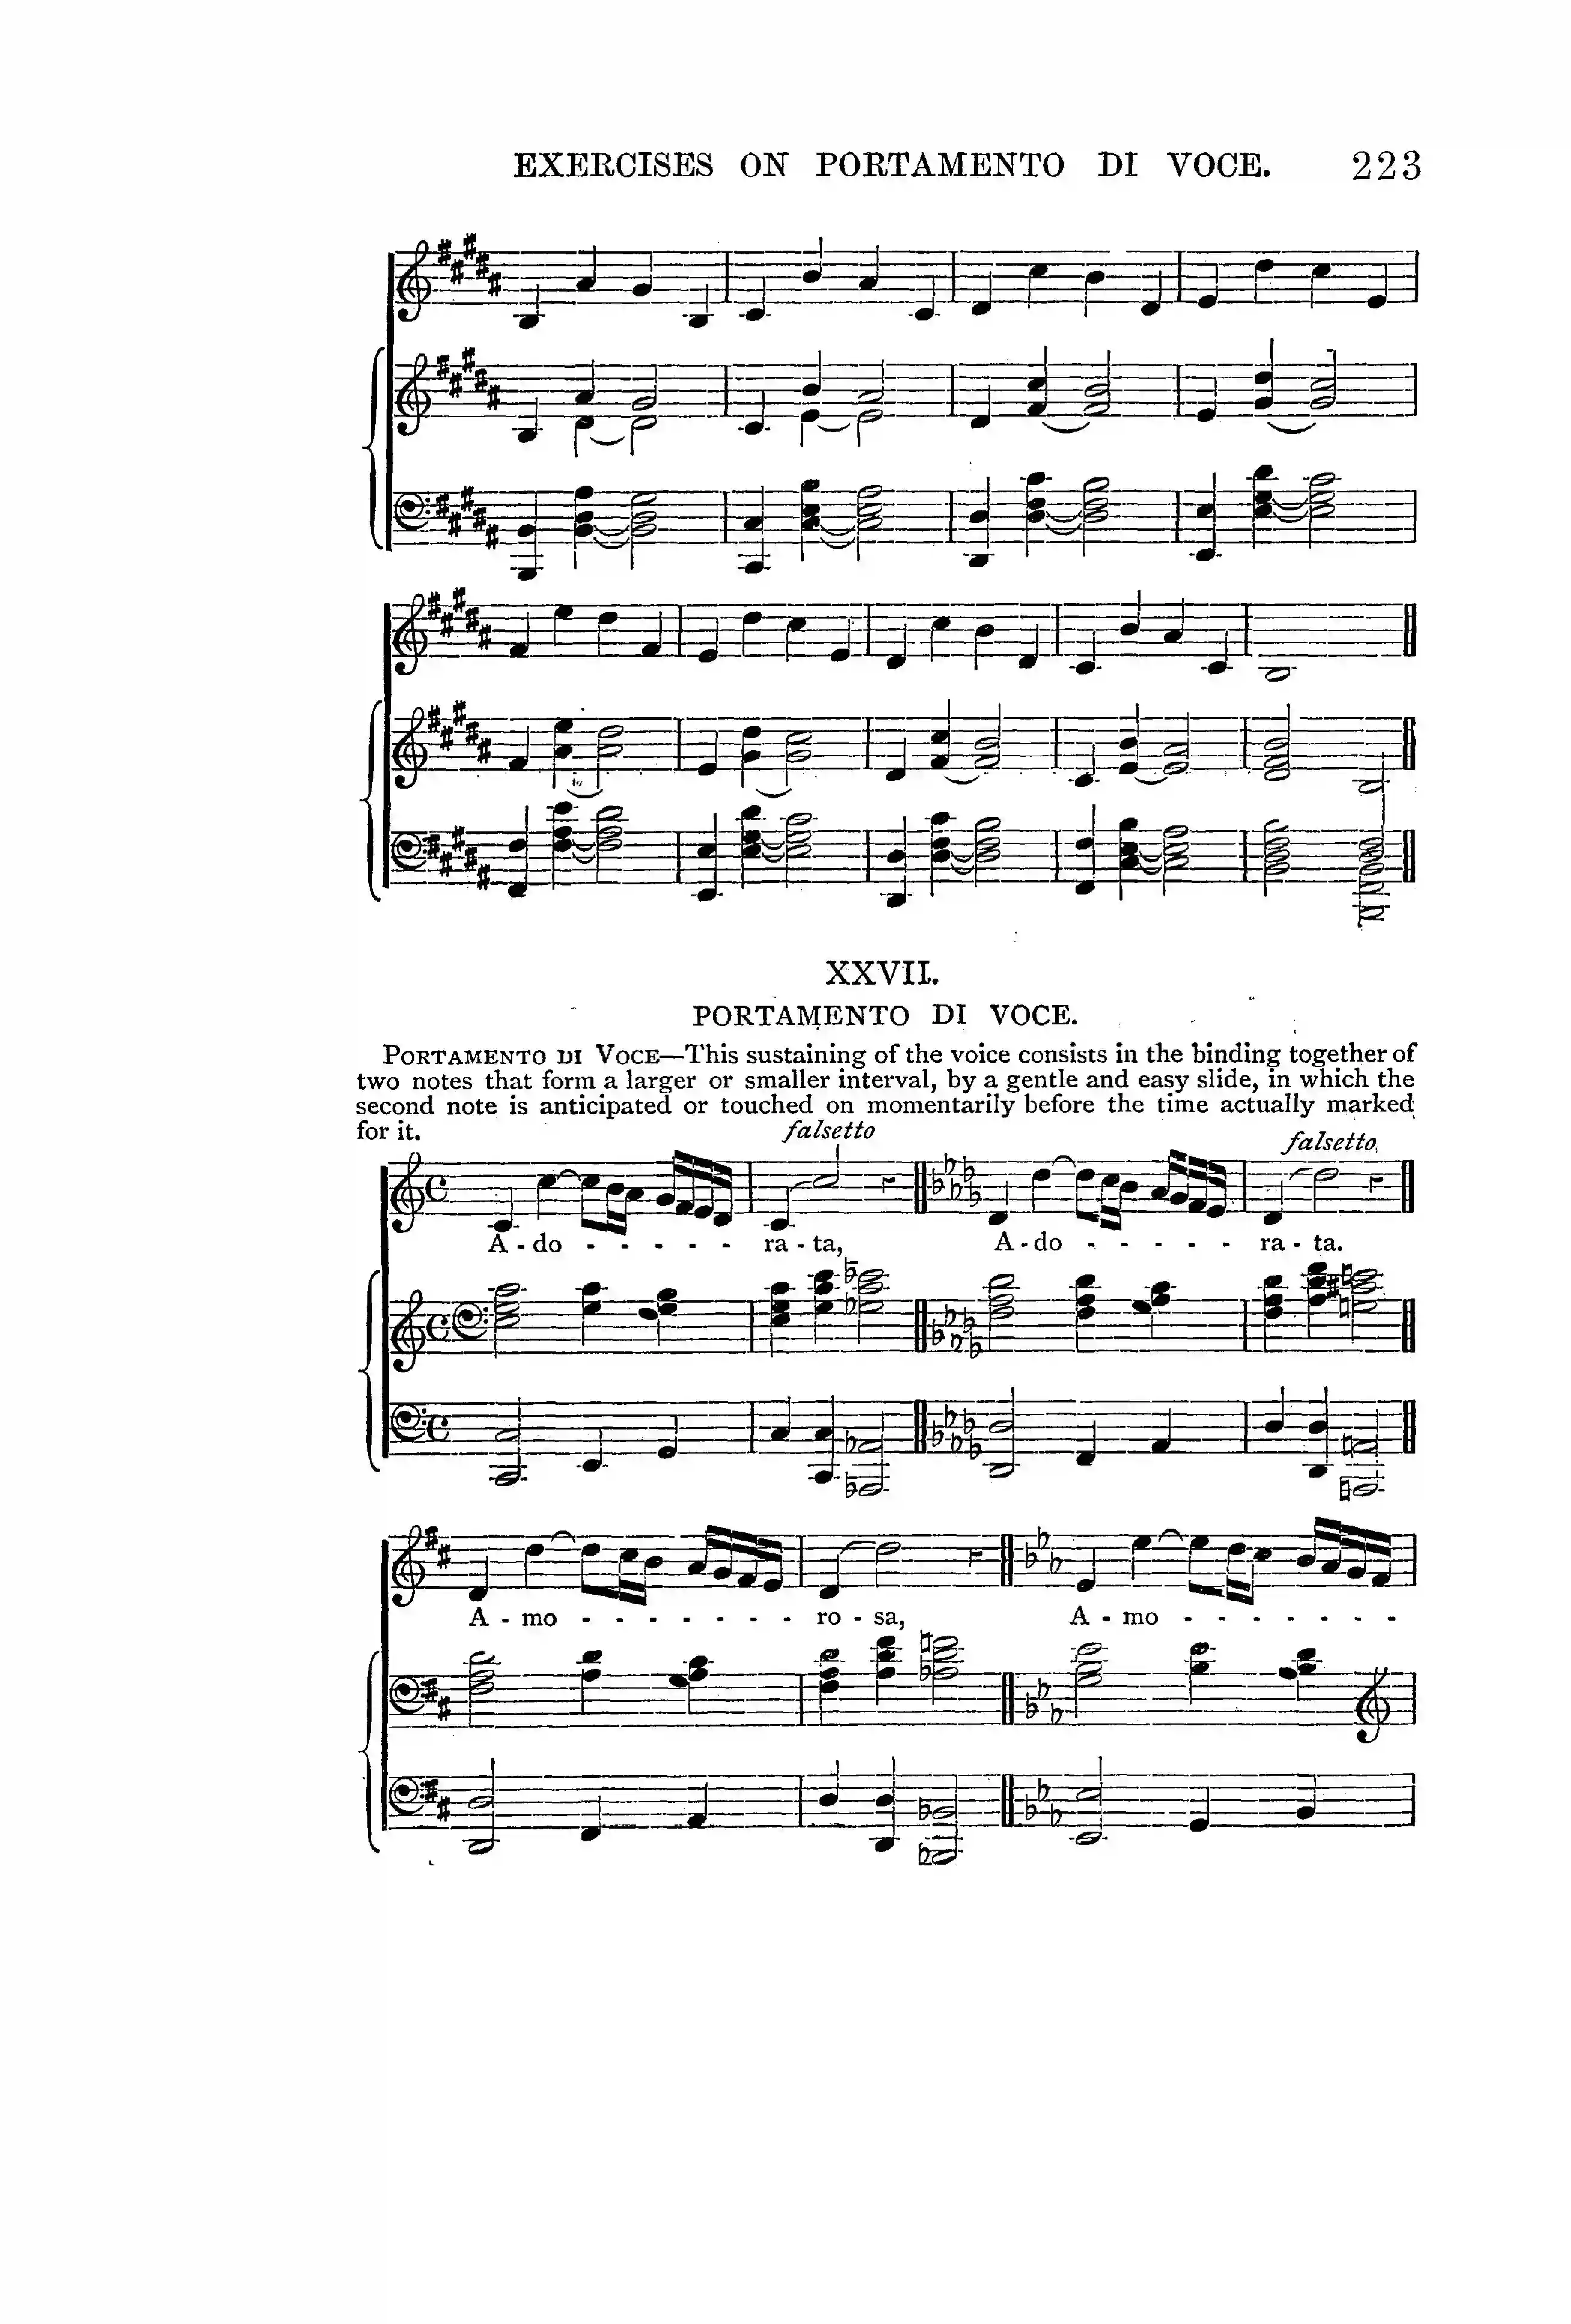 EXERCISES ON PORTAMENTO DI VOCE. 223
XXVII.
PORTAMENTO DI VOCE.
PORTAMENTO DI VOCE—This sustaining of the voice consists in the binding together of
two notes that form a larger or smaller interval, by a gentle and easy slide, in which the
second note is anticipated or touched on momentarily before the time actually marked
for it.
falsetto
falsetto
A - do - - - - - ra - ta, A - do - - - - - ra - ta.
A - mo - - - - - - ro - sa, A - mo - - - - - -